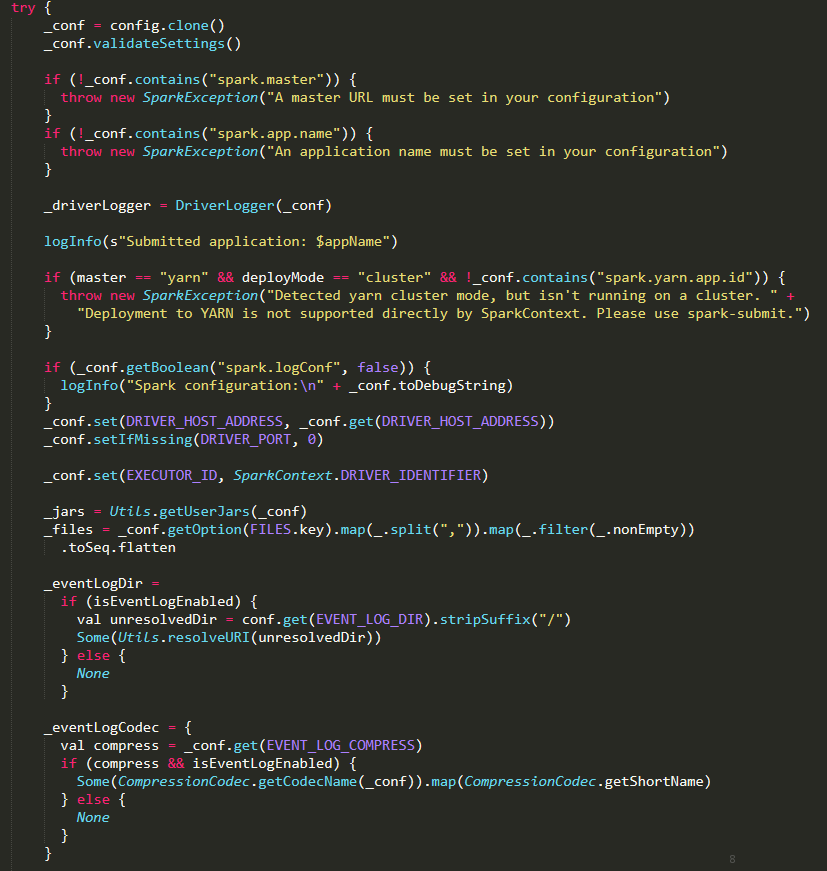 try {
    _conf = config.clone()
    _conf.validateSettings()

    if (!_conf.contains("spark.master")) {
      throw new SparkException("A master URL must be set in your configuration")
    }
    if (!_conf.contains("spark.app.name")) {
      throw new SparkException("An application name must be set in your configuration")
    }

    _driverLogger = DriverLogger(_conf)

    logInfo(s"Submitted application: $appName")

    if (master == "yarn" && deployMode == "cluster" && !_conf.contains("spark.yarn.app.id")) {
      throw new SparkException("Detected yarn cluster mode, but isn't running on a cluster. " +
        "Deployment to YARN is not supported directly by SparkContext. Please use spark-submit.")
    }

    if (_conf.getBoolean("spark.logConf", false)) {
      logInfo("Spark configuration:\n" + _conf.toDebugString)
    }
    _conf.set(DRIVER_HOST_ADDRESS, _conf.get(DRIVER_HOST_ADDRESS))
    _conf.setIfMissing(DRIVER_PORT, 0)

    _conf.set(EXECUTOR_ID, SparkContext.DRIVER_IDENTIFIER)

    _jars = Utils.getUserJars(_conf)
    _files = _conf.getOption(FILES.key).map(_.split(",")).map(_.filter(_.nonEmpty))
      .toSeq.flatten

    _eventLogDir =
      if (isEventLogEnabled) {
        val unresolvedDir = conf.get(EVENT_LOG_DIR).stripSuffix("/")
        Some(Utils.resolveURI(unresolvedDir))
      } else {
        None
      }

    _eventLogCodec = {
      val compress = _conf.get(EVENT_LOG_COMPRESS)
      if (compress && isEventLogEnabled) {
        Some(CompressionCodec.getCodecName(_conf)).map(CompressionCodec.getShortName)
      } else {
        None
      }
    }
8